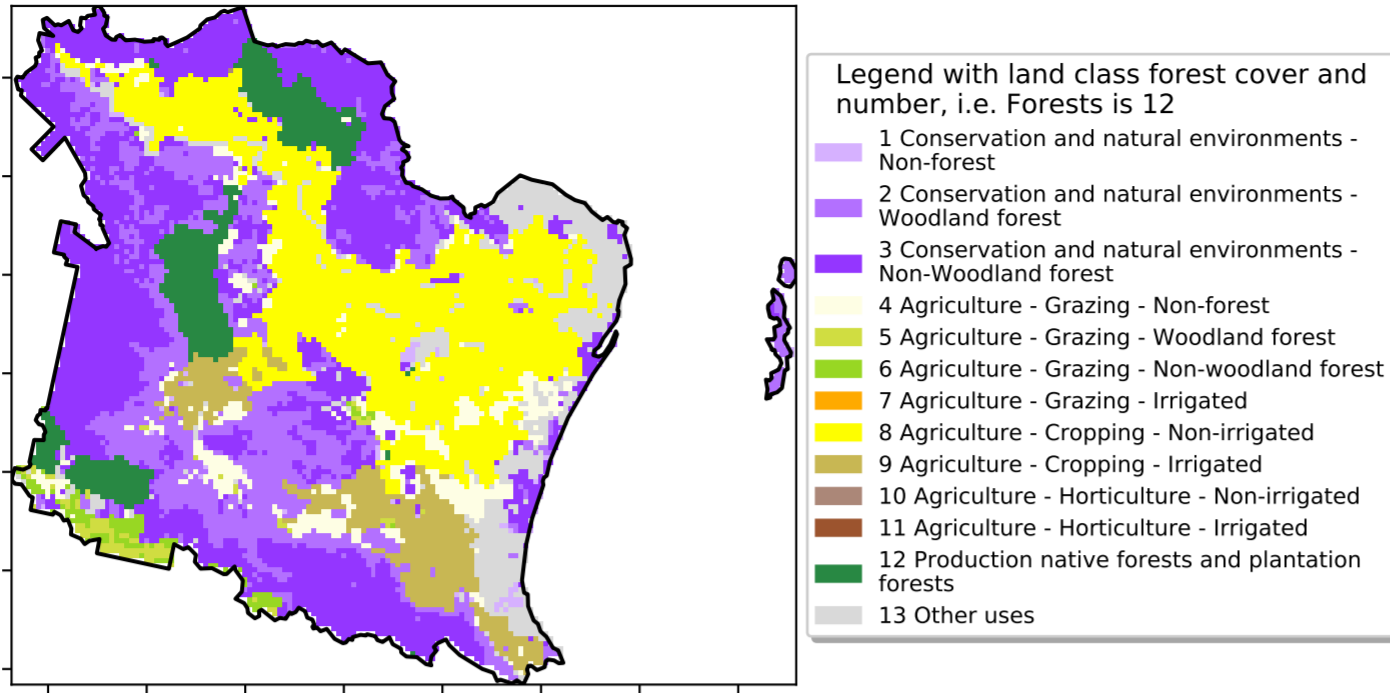 Legend with land class forest cover and
number, i.e. Forests is 12
1 Conservation and natural environments -
Non-forest
2 Conservation and natural environments -
Woodland forest
3 Conservation and natural environments -
Non-Woodland forest
4 Agriculture - Grazing - Non-forest
5 Agriculture - Grazing - Woodland forest
6 Agriculture - Grazing - Non-woodland forest
7 Agriculture - Grazing - Irrigated
8 Agriculture - Cropping - Non-irrigated
9 Agriculture - Cropping - Irrigated
10 Agriculture - Horticulture - Non-irrigated
11 Agriculture - Horticulture - Irrigated
12 Production native forests and plantation
forests
13 Other uses